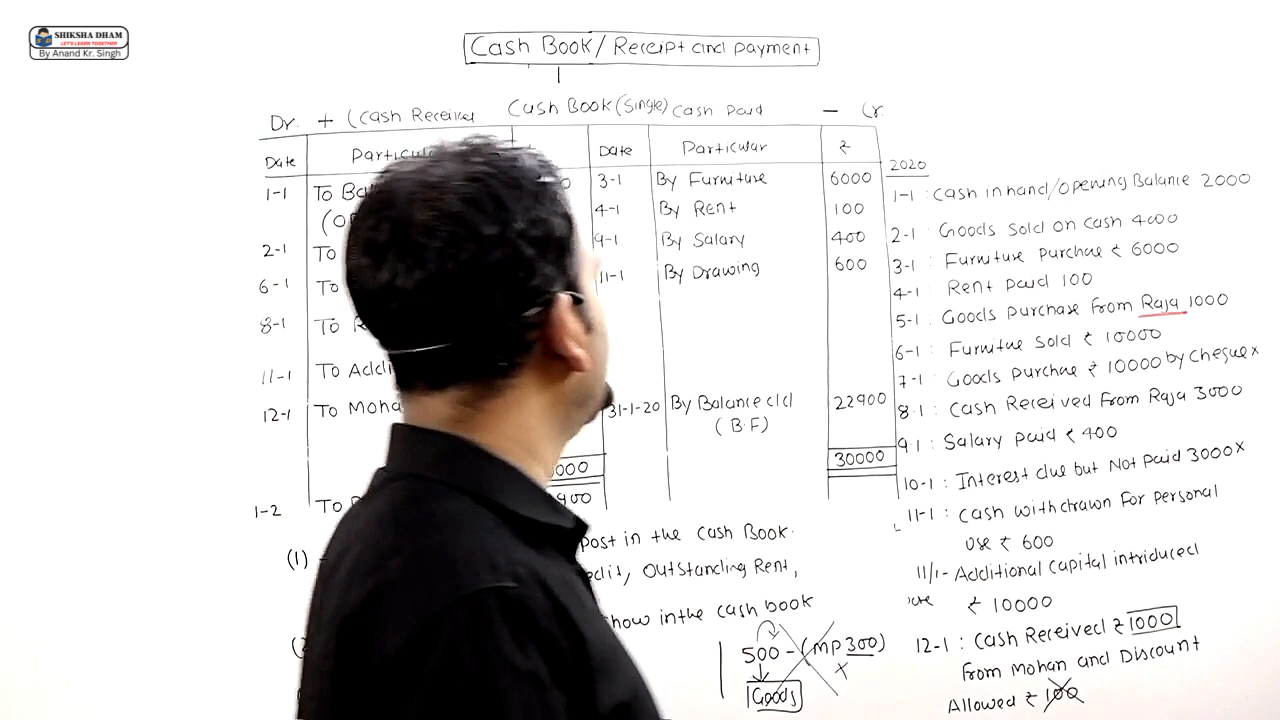 SHIKSHA DHAM
LET'S LEARN TOGETHER
By Anand Kr. Singh
Cash Book/Receipt and payment
Dr. + (Cash Received Cash Book (Single) Cash Paid - Cr.
Date Date Particular ₹
1-1 To 3-1 By Furniture 6000
4-1 By Rent 100
2-1 To 9-1 By Salary 400
6-1 To 11-1 By Drawing 600
8-1 To
11-1 To
12-1 To 31-1-20 By Balance c/d 22900
(B.F)
30000
1-2 To
(1) post in the cash Book.
Outstanding Rent,
show in the cash book
500 - (MP 300)
x
Goods
2020
1-1 : Cash in hand/opening Balance 2000
2-1 : Goods sold on cash 4000
3-1 : Furniture Purchae ₹ 6000
4-1 : Rent Paid 100
5-1 : Goods Purchase from Raja 1000
6-1 : Furnitue sold ₹ 10000
7-1 : Goods Purchae ₹ 10000 by cheque x
8-1 : Cash Received From Raja 3000
9-1 : Salary Paid ₹ 400
10-1 : Interest due but Not Paid 3000 x
11-1 : Cash withdrawn For Personal
use ₹ 600
11/1- Additional Capital intriduced
₹ 10000
12-1 : Cash Received ₹ 1000
from Mohan and Discount
Allowed ₹ 100